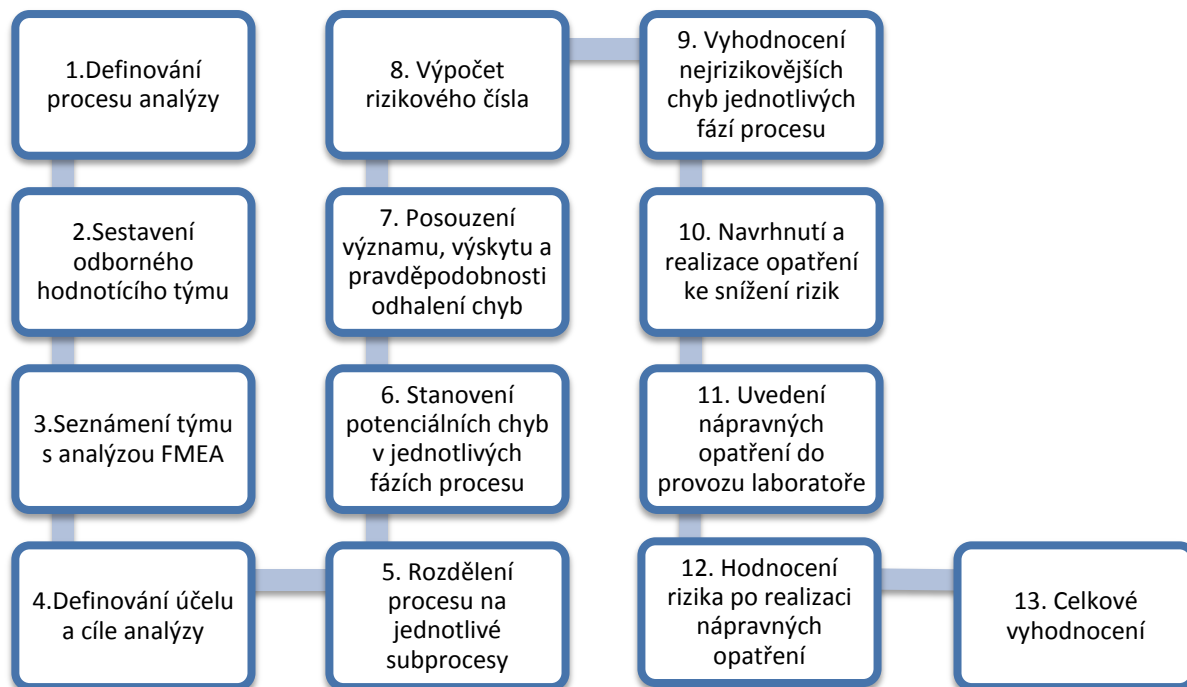 1.Definování
procesu analýzy
2.Sestavení
odborného
hodnotícího týmu
3.Seznámení týmu
s analýzou FMEA
4.Definování účelu
a cíle analýzy
5. Rozdělení
procesu na
jednotlivé
subprocesy
6. Stanovení
potenciálních chyb
v jednotlivých
fázích procesu
7. Posouzení
významu, výskytu a
pravděpodobnosti
odhalení chyb
8. Výpočet
rizikového čísla
9. Vyhodnocení
nejrizikovějších
chyb jednotlivých
fází procesu
10. Navrhnutí a
realizace opatření
ke snížení rizik
11. Uvedení
nápravných
opatření do
provozu laboratoře
12. Hodnocení
rizika po realizaci
nápravných
opatření
13. Celkové
vyhodnocení